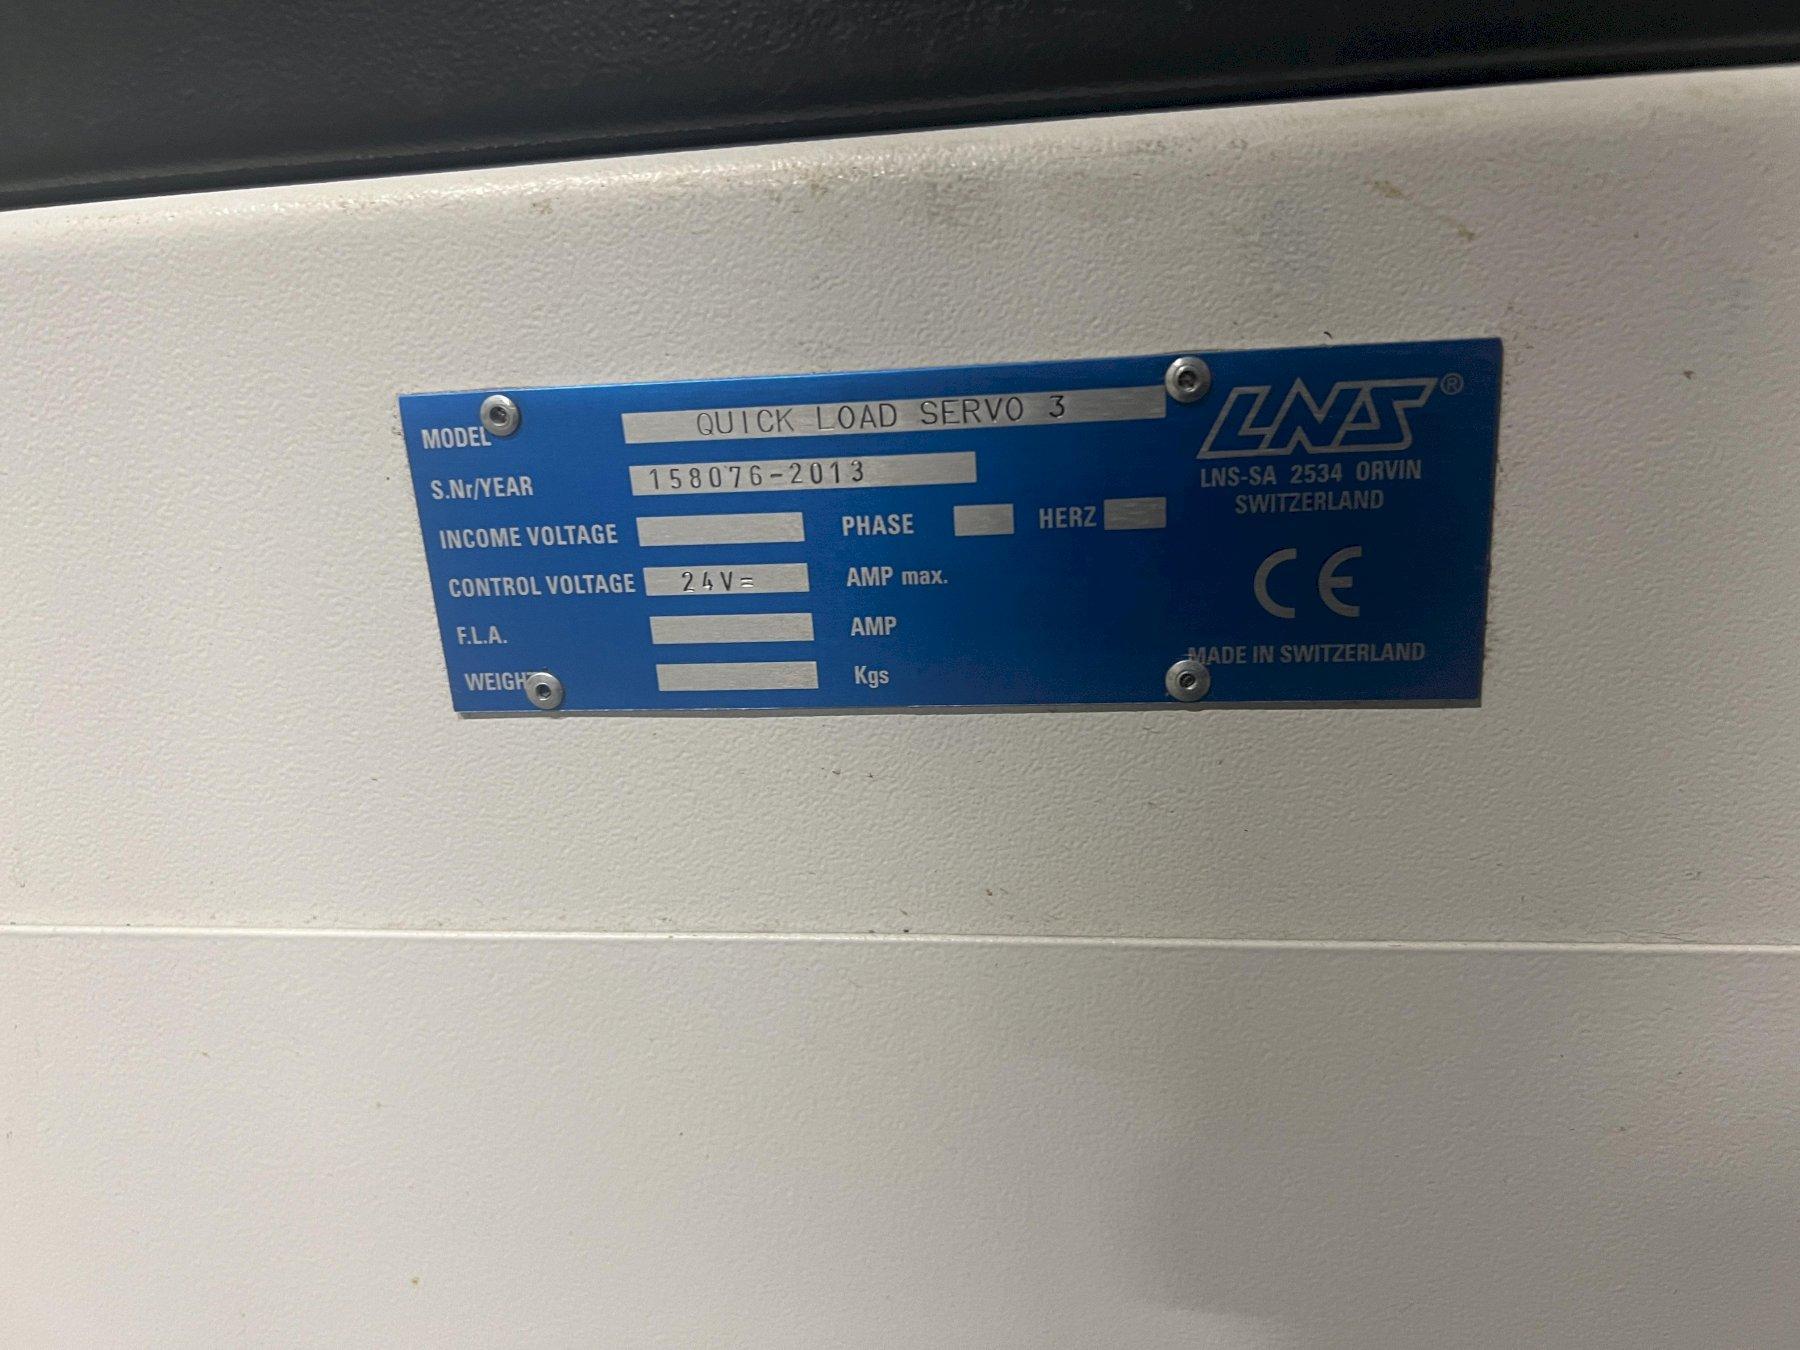 MODEL QUICK LOAD SERVO 3
S.Nr/YEAR 158076-2013
INCOME VOLTAGE PHASE HERZ
CONTROL VOLTAGE 24V= AMP max.
F.L.A. AMP
WEIGHT Kgs
LNS®
LNS-SA 2534 ORVIN
SWITZERLAND
CE
MADE IN SWITZERLAND